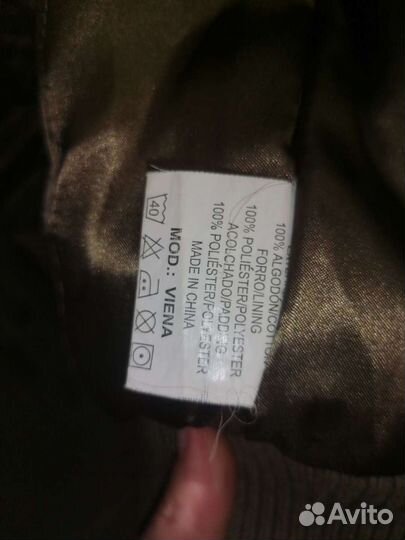 100% ALGODÓN/COTTON
FORRO/LINING
100% POLIÉSTER/POLYESTER
ACOLCHADO/PADDING
100% POLIÉSTER/POLYESTER
MADE IN CHINA
MOD.: VIENA
40
Avito